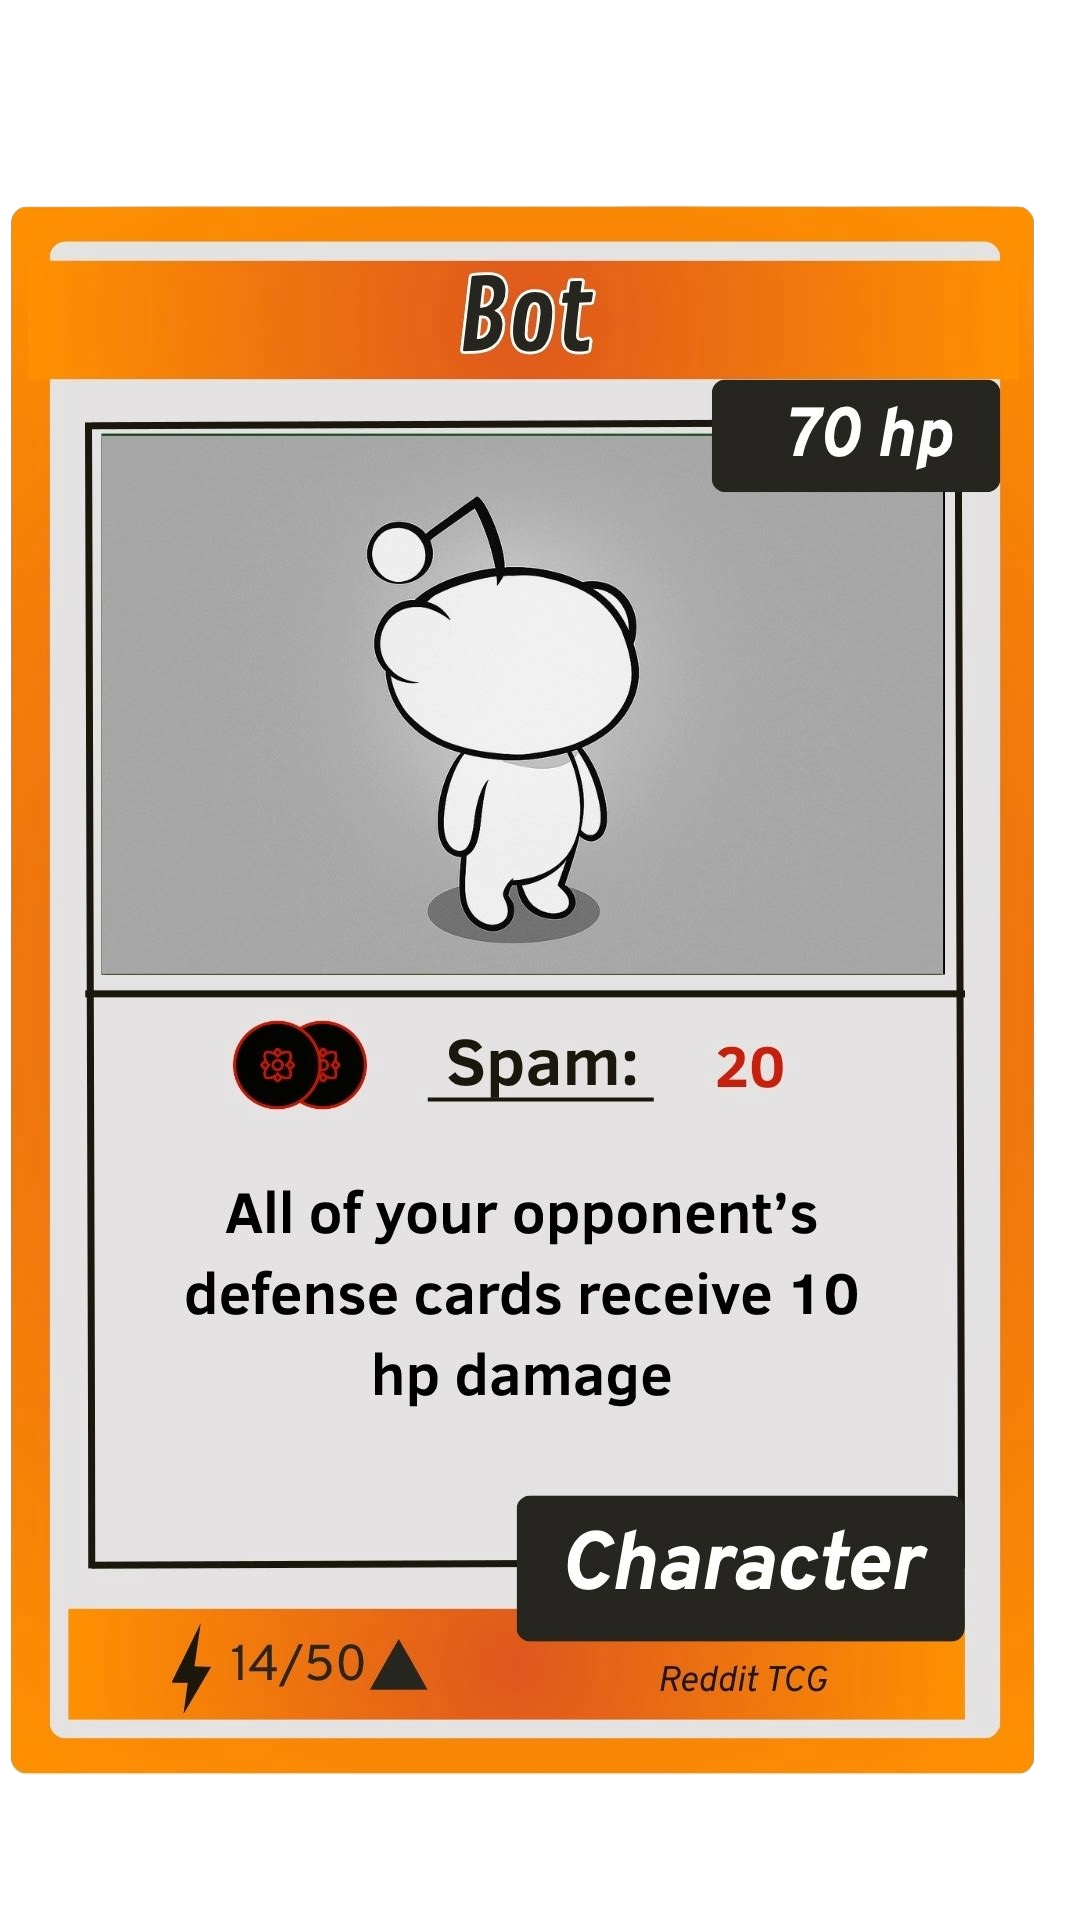 Bot
70 hp
Spam: 20
All of your opponent’s
defense cards receive 10
hp damage
Character
14/50
Reddit TCG